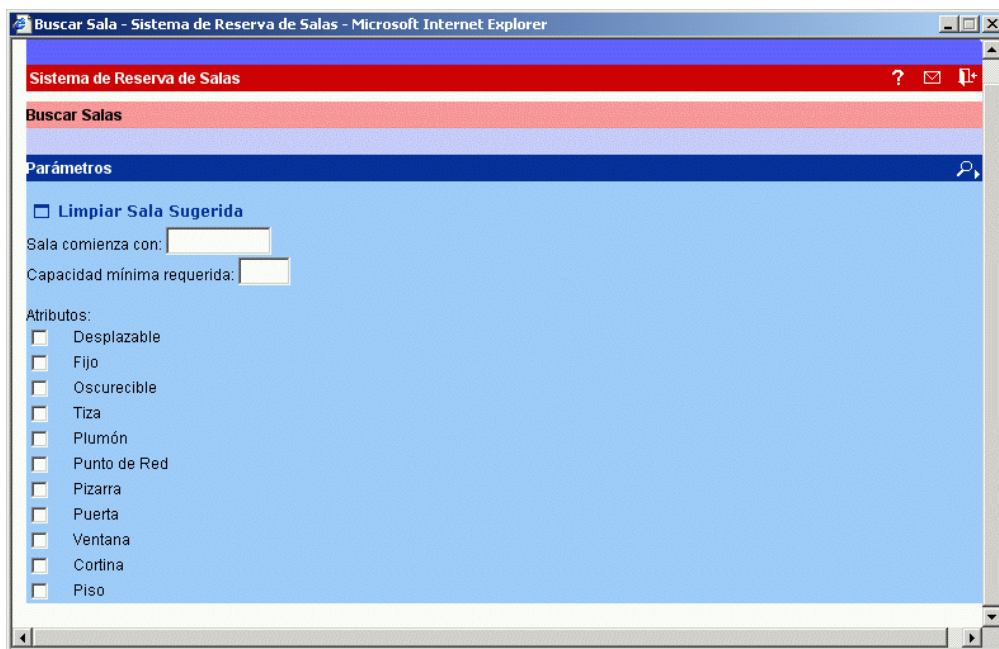 Buscar Sala - Sistema de Reserva de Salas - Microsoft Internet Explorer
Sistema de Reserva de Salas ?
Buscar Salas
Parámetros
Limpiar Sala Sugerida
Sala comienza con:
Capacidad mínima requerida:
Atributos:
Desplazable
Fijo
Oscurecible
Tiza
Plumón
Punto de Red
Pizarra
Puerta
Ventana
Cortina
Piso